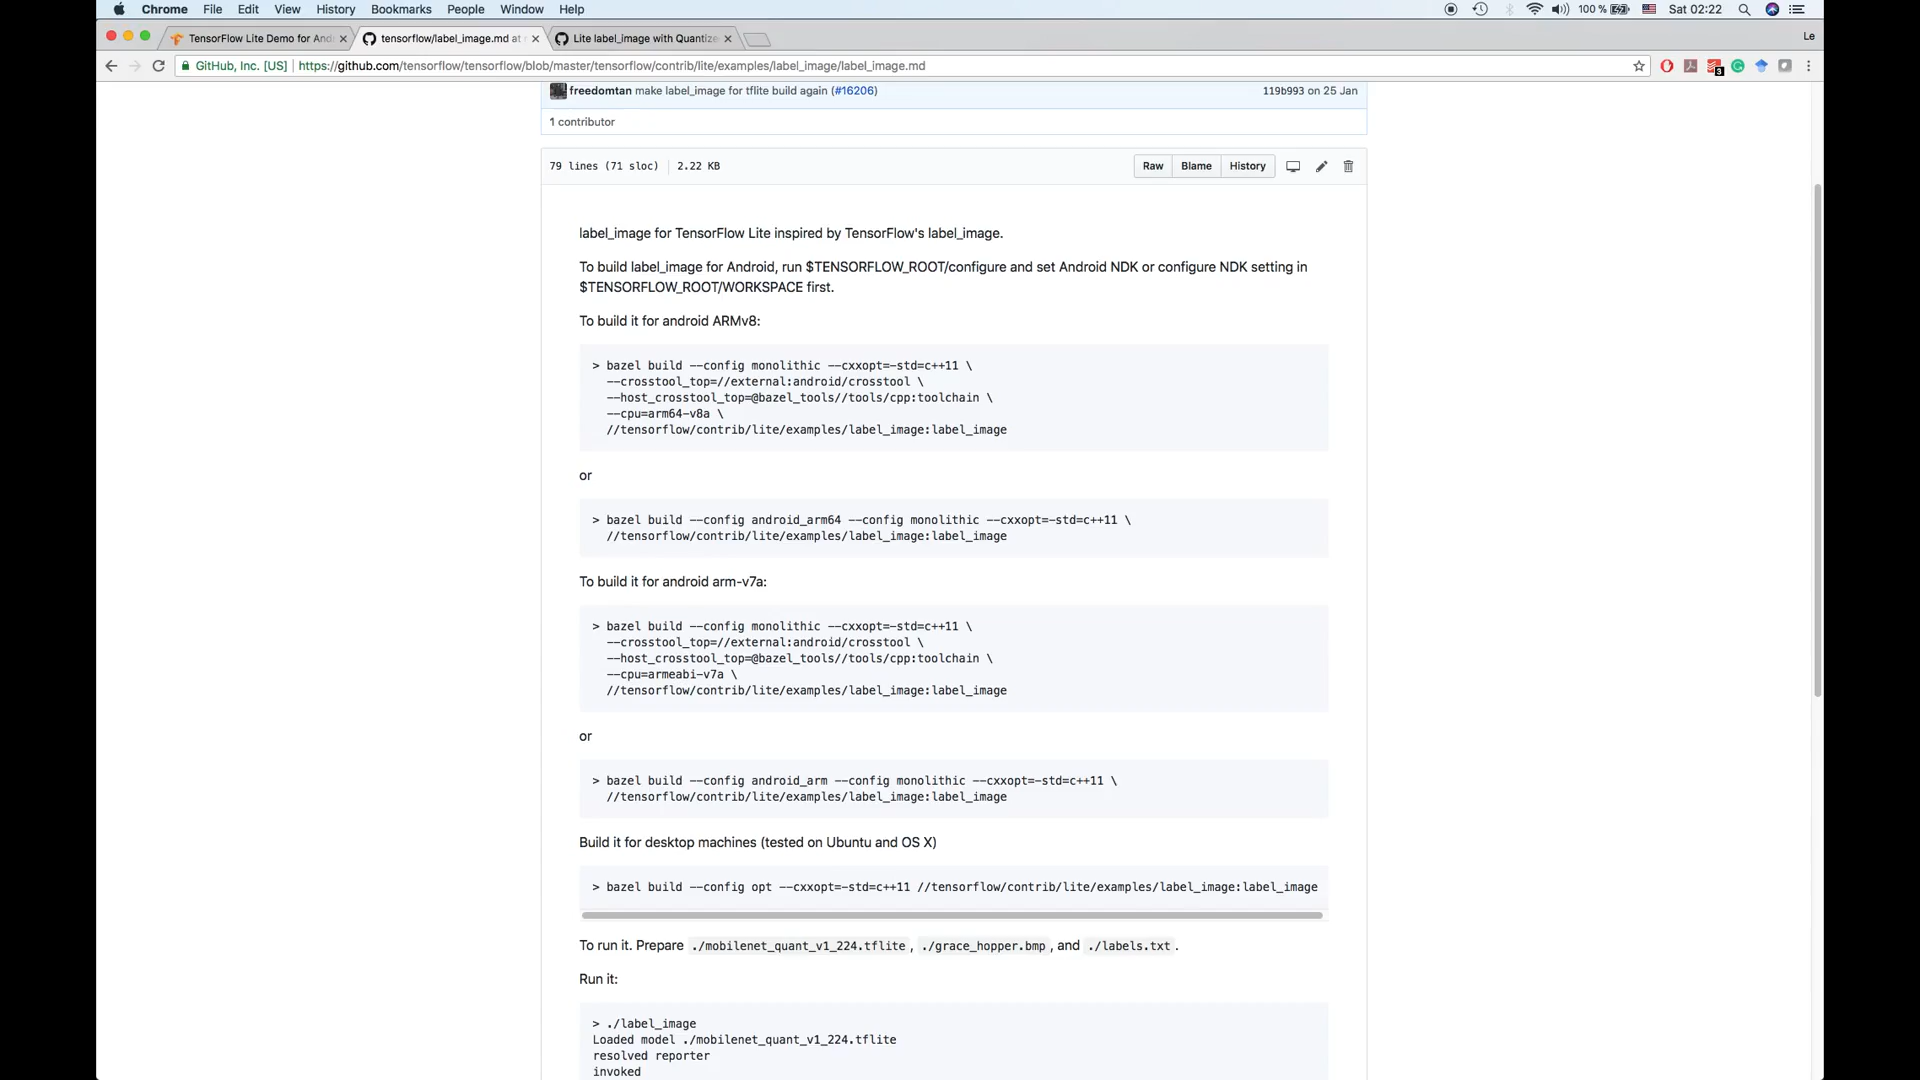 Chrome File Edit View History Bookmarks People Window Help 100 % Sat 02:22
TensorFlow Lite Demo for And
tensorflow/label_image.md at
Lite label_image with Quantize
Le
GitHub, Inc. [US] | https://github.com/tensorflow/tensorflow/blob/master/tensorflow/contrib/lite/examples/label_image/label_image.md
3
freedomtan make label_image for tflite build again (#16206) 119b993 on 25 Jan
1 contributor
79 lines (71 sloc) 2.22 KB Raw Blame History
label_image for TensorFlow Lite inspired by TensorFlow's label_image.
To build label_image for Android, run $TENSORFLOW_ROOT/configure and set Android NDK or configure NDK setting in
$TENSORFLOW_ROOT/WORKSPACE first.
To build it for android ARMv8:
> bazel build --config monolithic --cxxopt=-std=c++11 \
--crosstool_top=//external:android/crosstool \
--host_crosstool_top=@bazel_tools//tools/cpp:toolchain \
--cpu=arm64-v8a \
//tensorflow/contrib/lite/examples/label_image:label_image
or
> bazel build --config android_arm64 --config monolithic --cxxopt=-std=c++11 \
//tensorflow/contrib/lite/examples/label_image:label_image
To build it for android arm-v7a:
> bazel build --config monolithic --cxxopt=-std=c++11 \
--crosstool_top=//external:android/crosstool \
--host_crosstool_top=@bazel_tools//tools/cpp:toolchain \
--cpu=armeabi-v7a \
//tensorflow/contrib/lite/examples/label_image:label_image
or
> bazel build --config android_arm --config monolithic --cxxopt=-std=c++11 \
//tensorflow/contrib/lite/examples/label_image:label_image
Build it for desktop machines (tested on Ubuntu and OS X)
> bazel build --config opt --cxxopt=-std=c++11 //tensorflow/contrib/lite/examples/label_image:label_image
To run it. Prepare ./mobilenet_quant_v1_224.tflite , ./grace_hopper.bmp , and ./labels.txt .
Run it:
> ./label_image
Loaded model ./mobilenet_quant_v1_224.tflite
resolved reporter
invoked